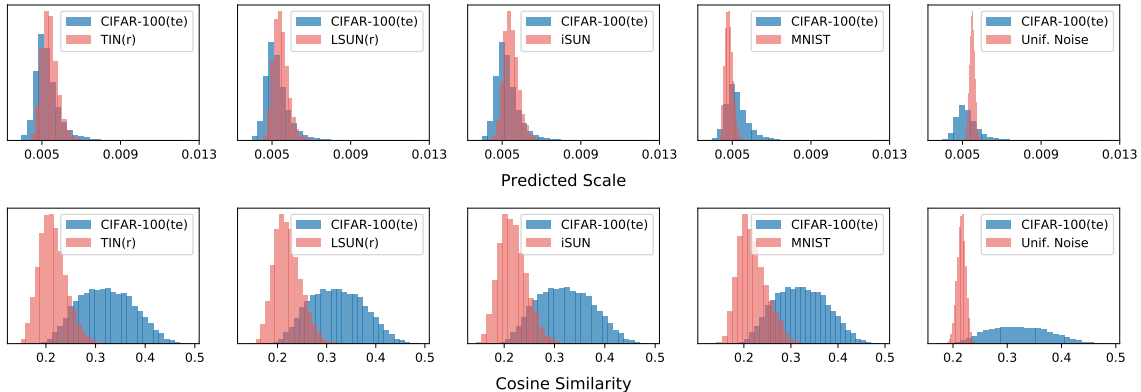 CIFAR-100(te)
TIN(r)
CIFAR-100(te)
LSUN(r)
CIFAR-100(te)
iSUN
CIFAR-100(te)
MNIST
CIFAR-100(te)
Unif. Noise
0.005 0.009 0.013
0.005 0.009 0.013
0.005 0.009 0.013
0.005 0.009 0.013
0.005 0.009 0.013
Predicted Scale
CIFAR-100(te)
TIN(r)
CIFAR-100(te)
LSUN(r)
CIFAR-100(te)
iSUN
CIFAR-100(te)
MNIST
CIFAR-100(te)
Unif. Noise
0.2 0.3 0.4 0.5
0.2 0.3 0.4 0.5
0.2 0.3 0.4 0.5
0.2 0.3 0.4 0.5
0.2 0.3 0.4 0.5
Cosine Similarity